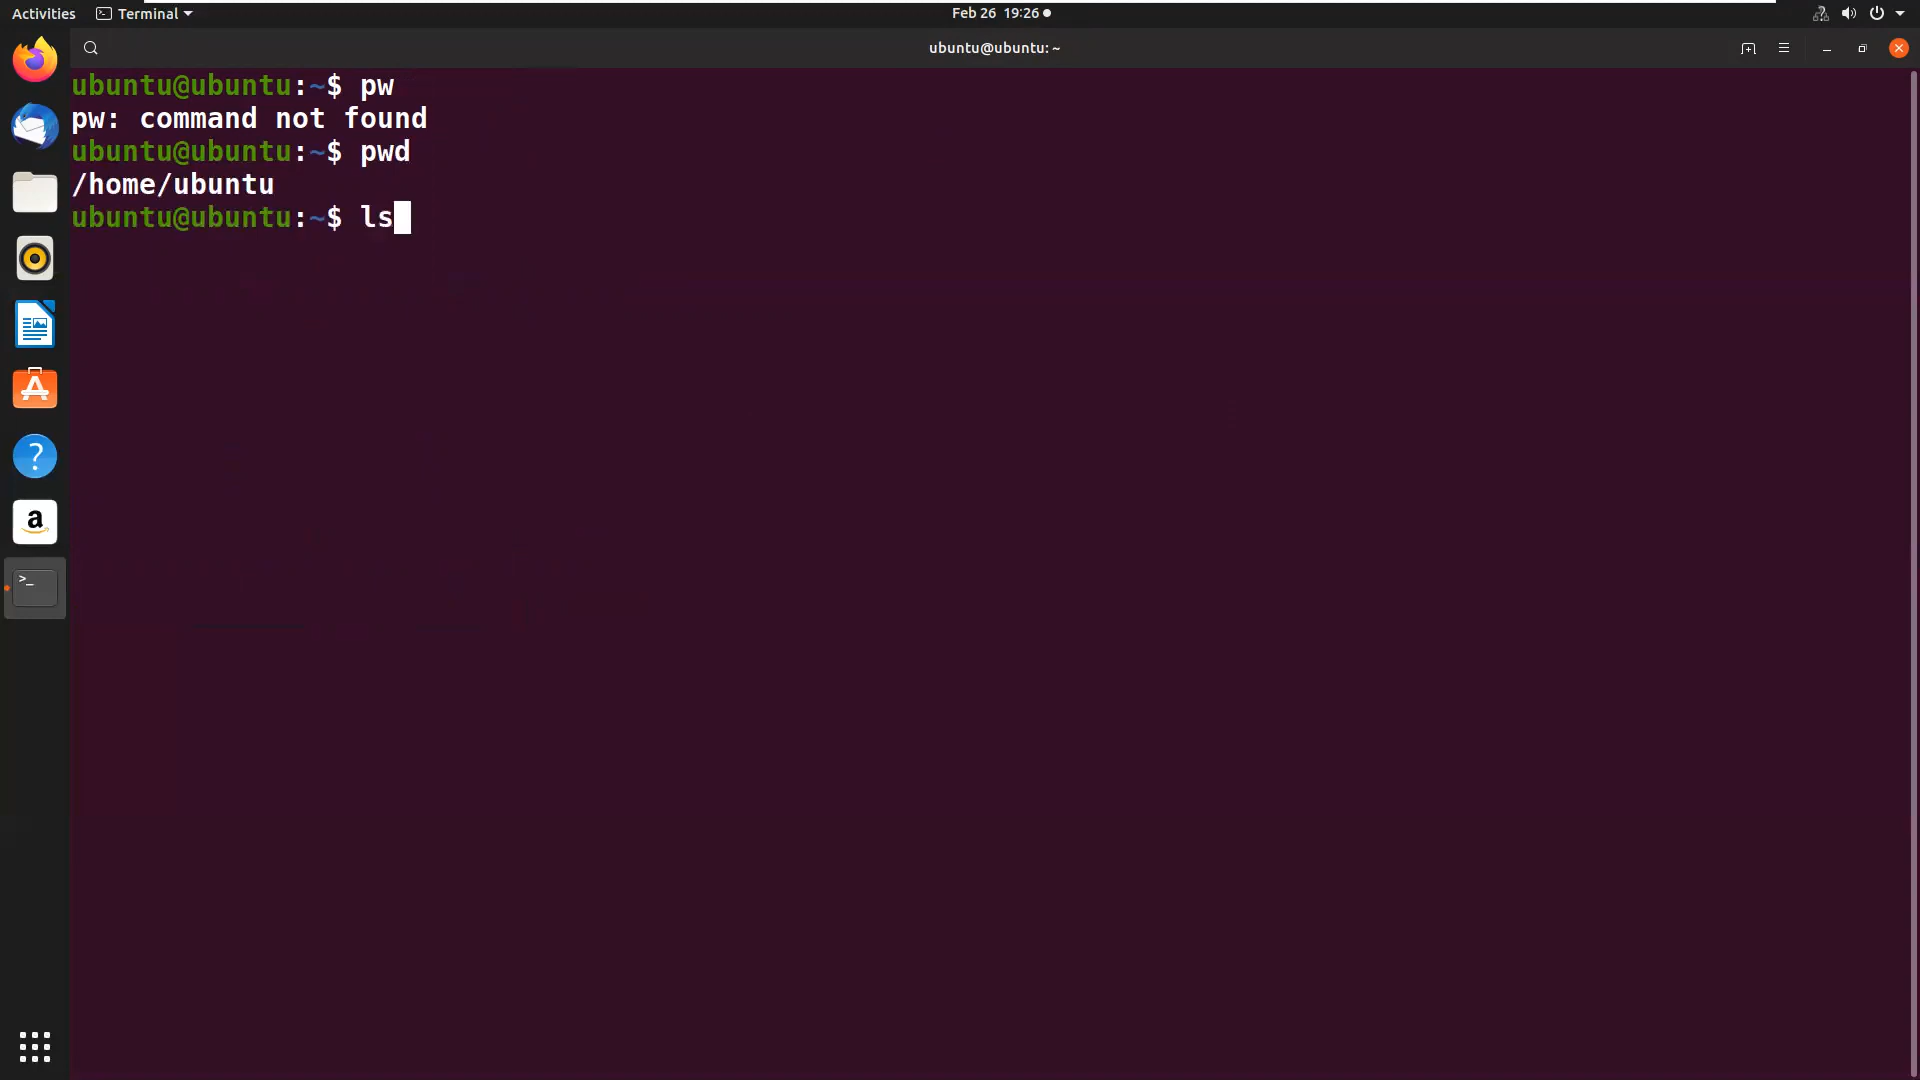 Activities Terminal Feb 26 19:26
ubuntu@ubuntu: ~
ubuntu@ubuntu:~$ pw
pw: command not found
ubuntu@ubuntu:~$ pwd
/home/ubuntu
ubuntu@ubuntu:~$ ls
?
a
>_